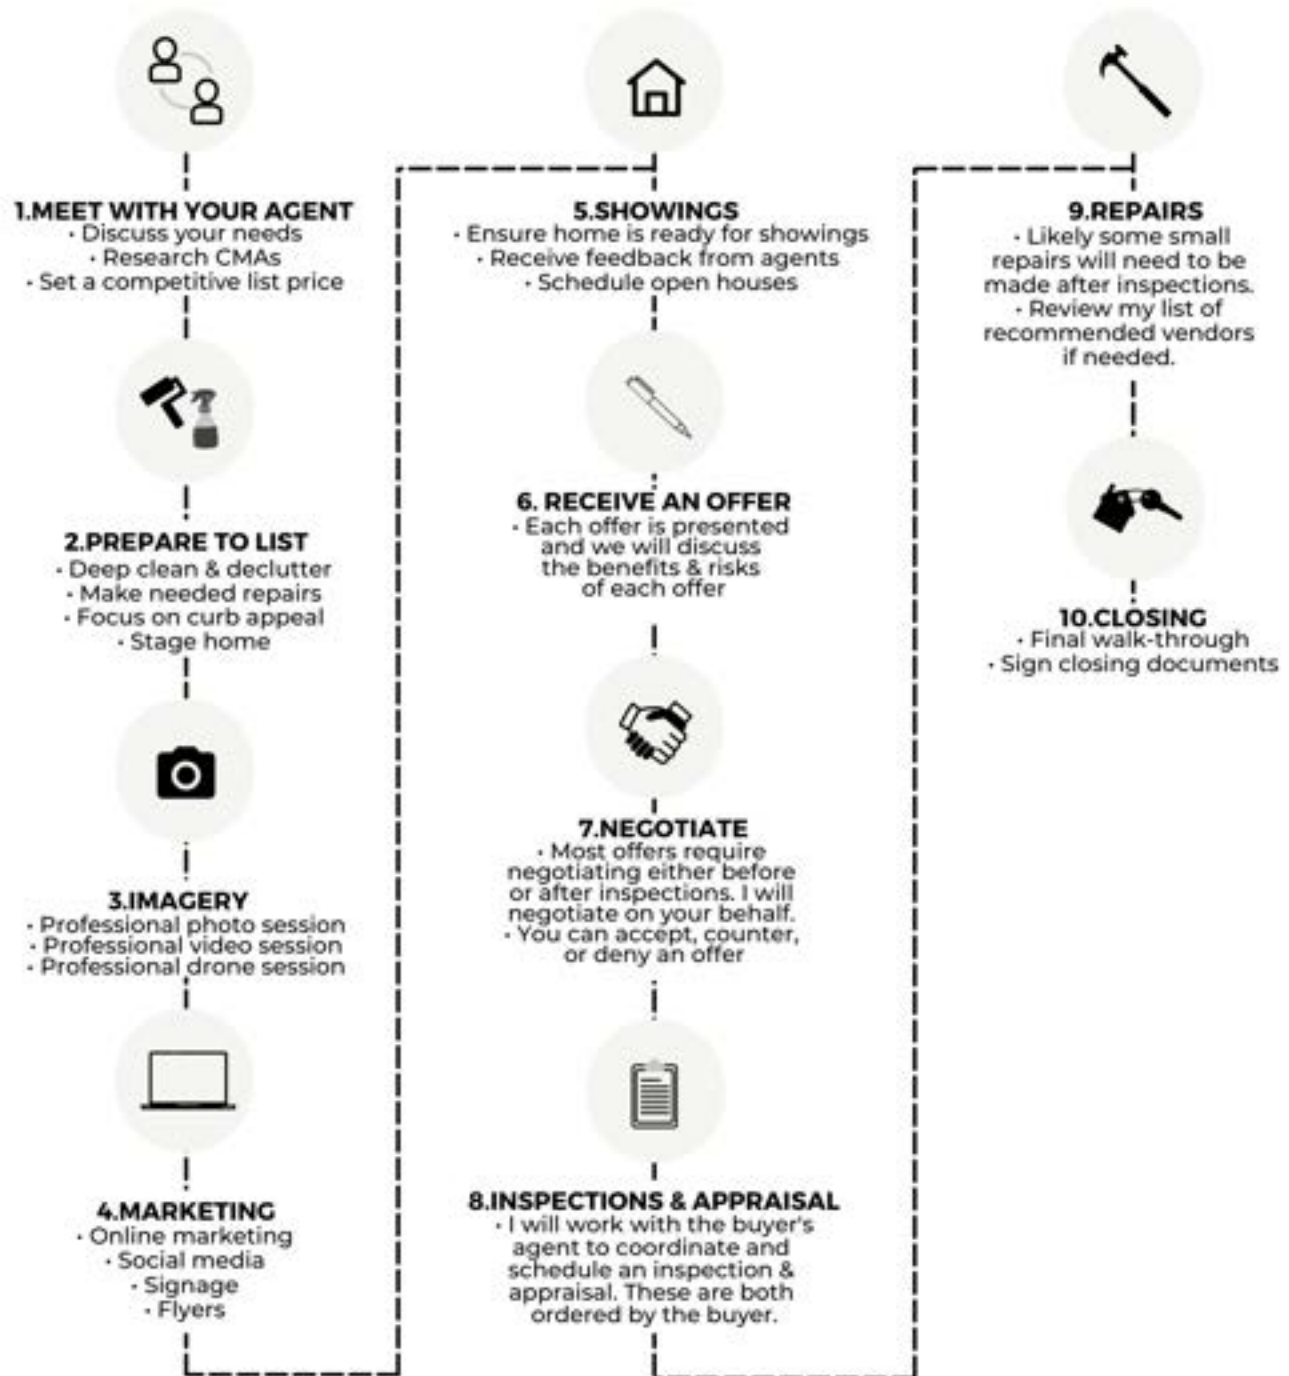 1.MEET WITH YOUR AGENT
· Discuss your needs
· Research CMAs
· Set a competitive list price
2.PREPARE TO LIST
· Deep clean & declutter
· Make needed repairs
· Focus on curb appeal
· Stage home
3.IMAGERY
· Professional photo session
· Professional video session
· Professional drone session
4.MARKETING
· Online marketing
· Social media
· Signage
· Flyers
5.SHOWINGS
· Ensure home is ready for showings
· Receive feedback from agents
· Schedule open houses
6. RECEIVE AN OFFER
· Each offer is presented
and we will discuss
the benefits & risks
of each offer
7.NEGOTIATE
· Most offers require
negotiating either before
or after inspections. I will
negotiate on your behalf.
· You can accept, counter,
or deny an offer
8.INSPECTIONS & APPRAISAL
· I will work with the buyer's
agent to coordinate and
schedule an inspection &
appraisal. These are both
ordered by the buyer.
9.REPAIRS
· Likely some small
repairs will need to be
made after inspections.
· Review my list of
recommended vendors
if needed.
10.CLOSING
· Final walk-through
· Sign closing documents